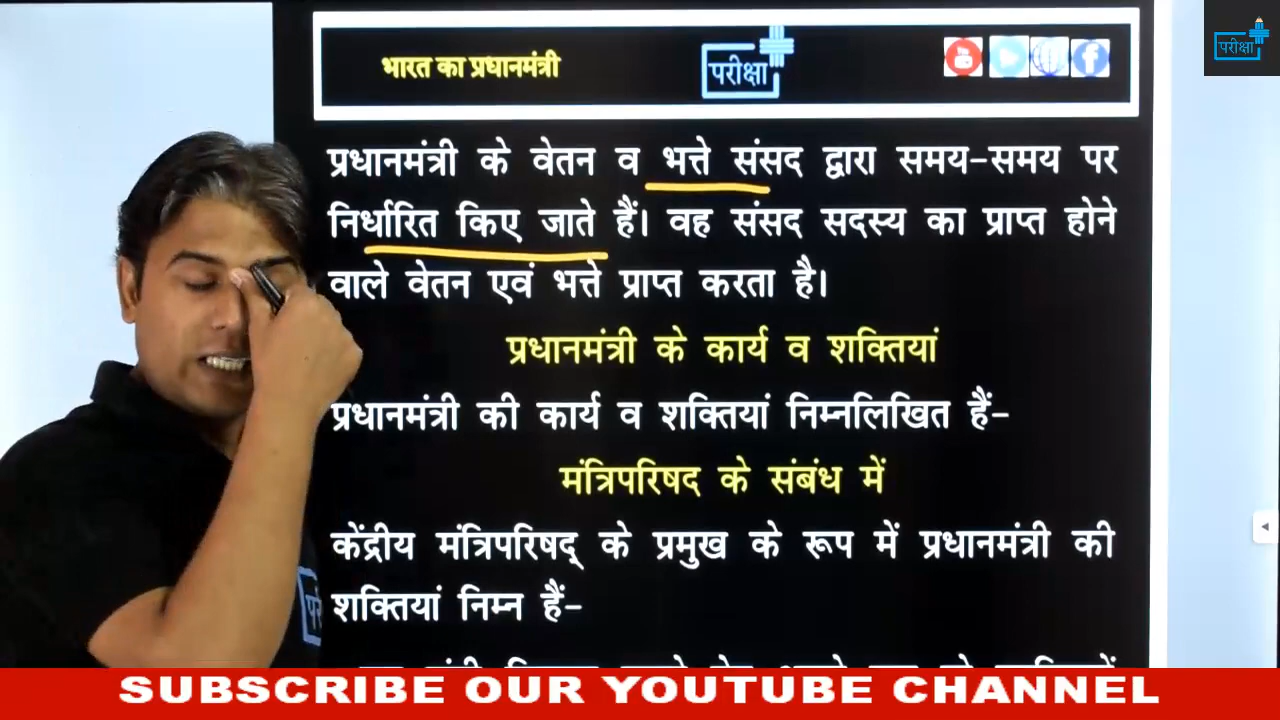 भारत का प्रधानमंत्री
परीक्षा
परीक्षा
प्रधानमंत्री के वेतन व भत्ते संसद द्वारा समय-समय पर
निर्धारित किए जाते हैं। वह संसद सदस्य का प्राप्त होने
वाले वेतन एवं भत्ते प्राप्त करता है।
प्रधानमंत्री के कार्य व शक्तियां
प्रधानमंत्री की कार्य व शक्तियां निम्नलिखित हैं-
मंत्रिपरिषद के संबंध में
केंद्रीय मंत्रिपरिषद् के प्रमुख के रूप में प्रधानमंत्री की
शक्तियां निम्न हैं-
SUBSCRIBE OUR YOUTUBE CHANNEL